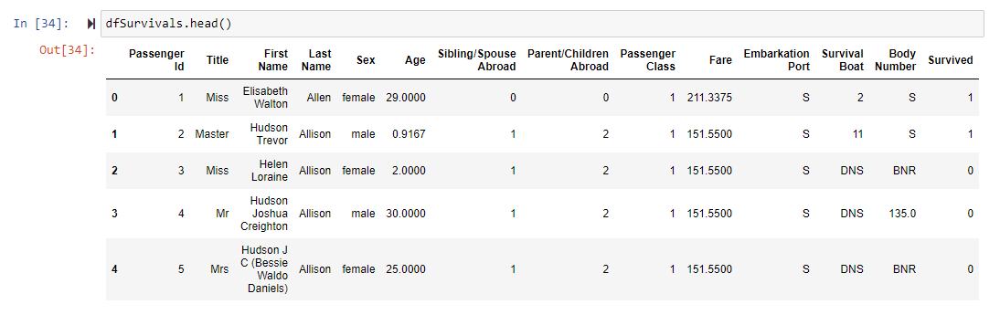 In [34]: dfSurvivals.head()
Out[34]:
Passenger Id Title First Name Last Name Sex Age Sibling/Spouse Abroad Parent/Children Abroad Passenger Class Fare Embarkation Port Survival Boat Body Number Survived
0 1 Miss Elisabeth Walton Allen female 29.0000 0 0 1 211.3375 S 2 S 1
1 2 Master Hudson Trevor Allison male 0.9167 1 2 1 151.5500 S 11 S 1
2 3 Miss Helen Loraine Allison female 2.0000 1 2 1 151.5500 S DNS BNR 0
3 4 Mr Hudson Joshua Creighton Allison male 30.0000 1 2 1 151.5500 S DNS 135.0 0
4 5 Mrs Hudson J C (Bessie Waldo Daniels) Allison female 25.0000 1 2 1 151.5500 S DNS BNR 0